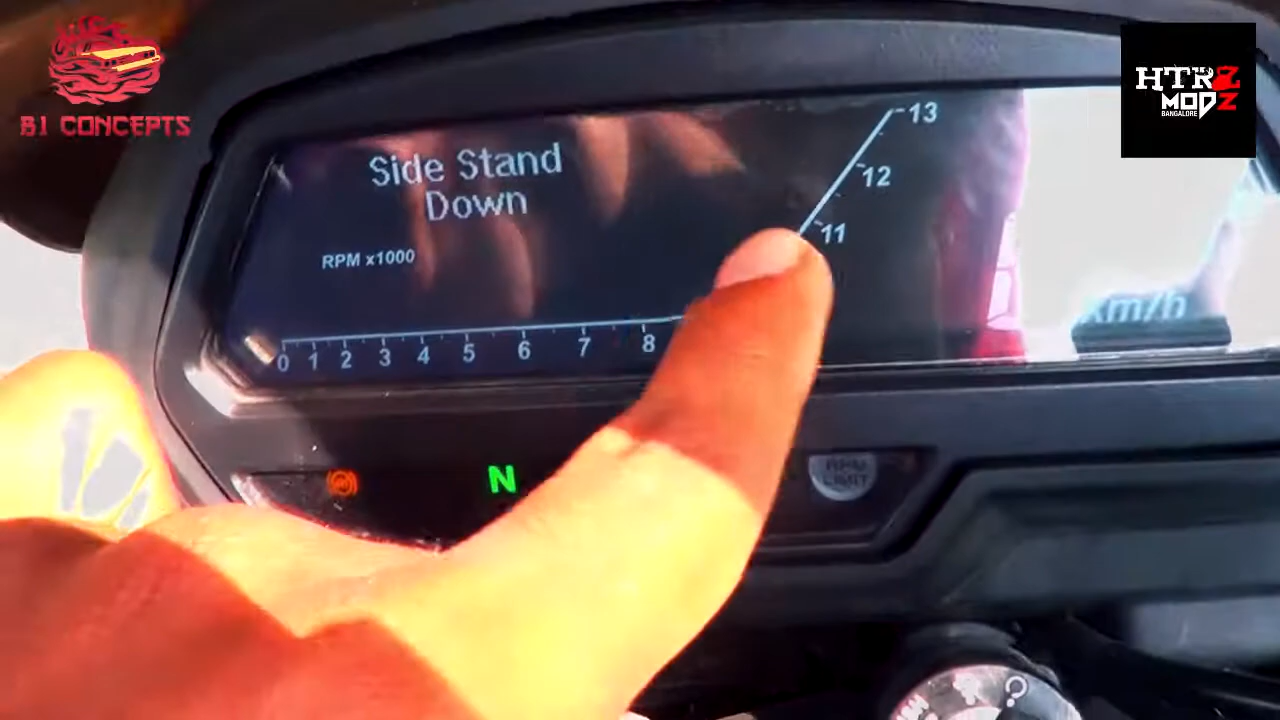 B1 CONCEPTS
HTRZ
MODZ
BANGALORE
Side Stand
Down
RPM x1000
0 1 2 3 4 5 6 7 8
11
12
13
km/h
N
RPM
LIMIT